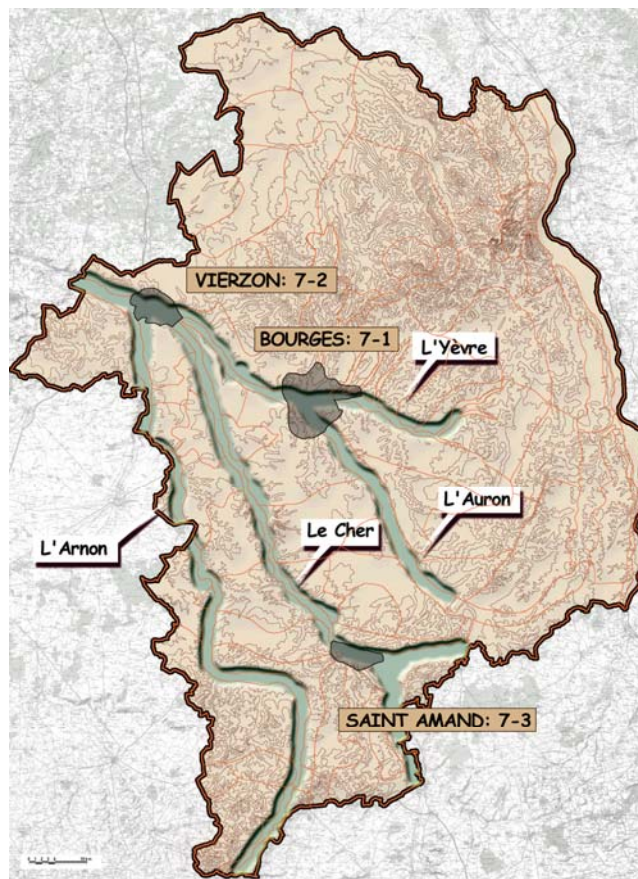 VIERZON: 7-2
BOURGES: 7-1
L'Yèvre
L'Auron
Le Cher
L'Arnon
SAINT AMAND: 7-3